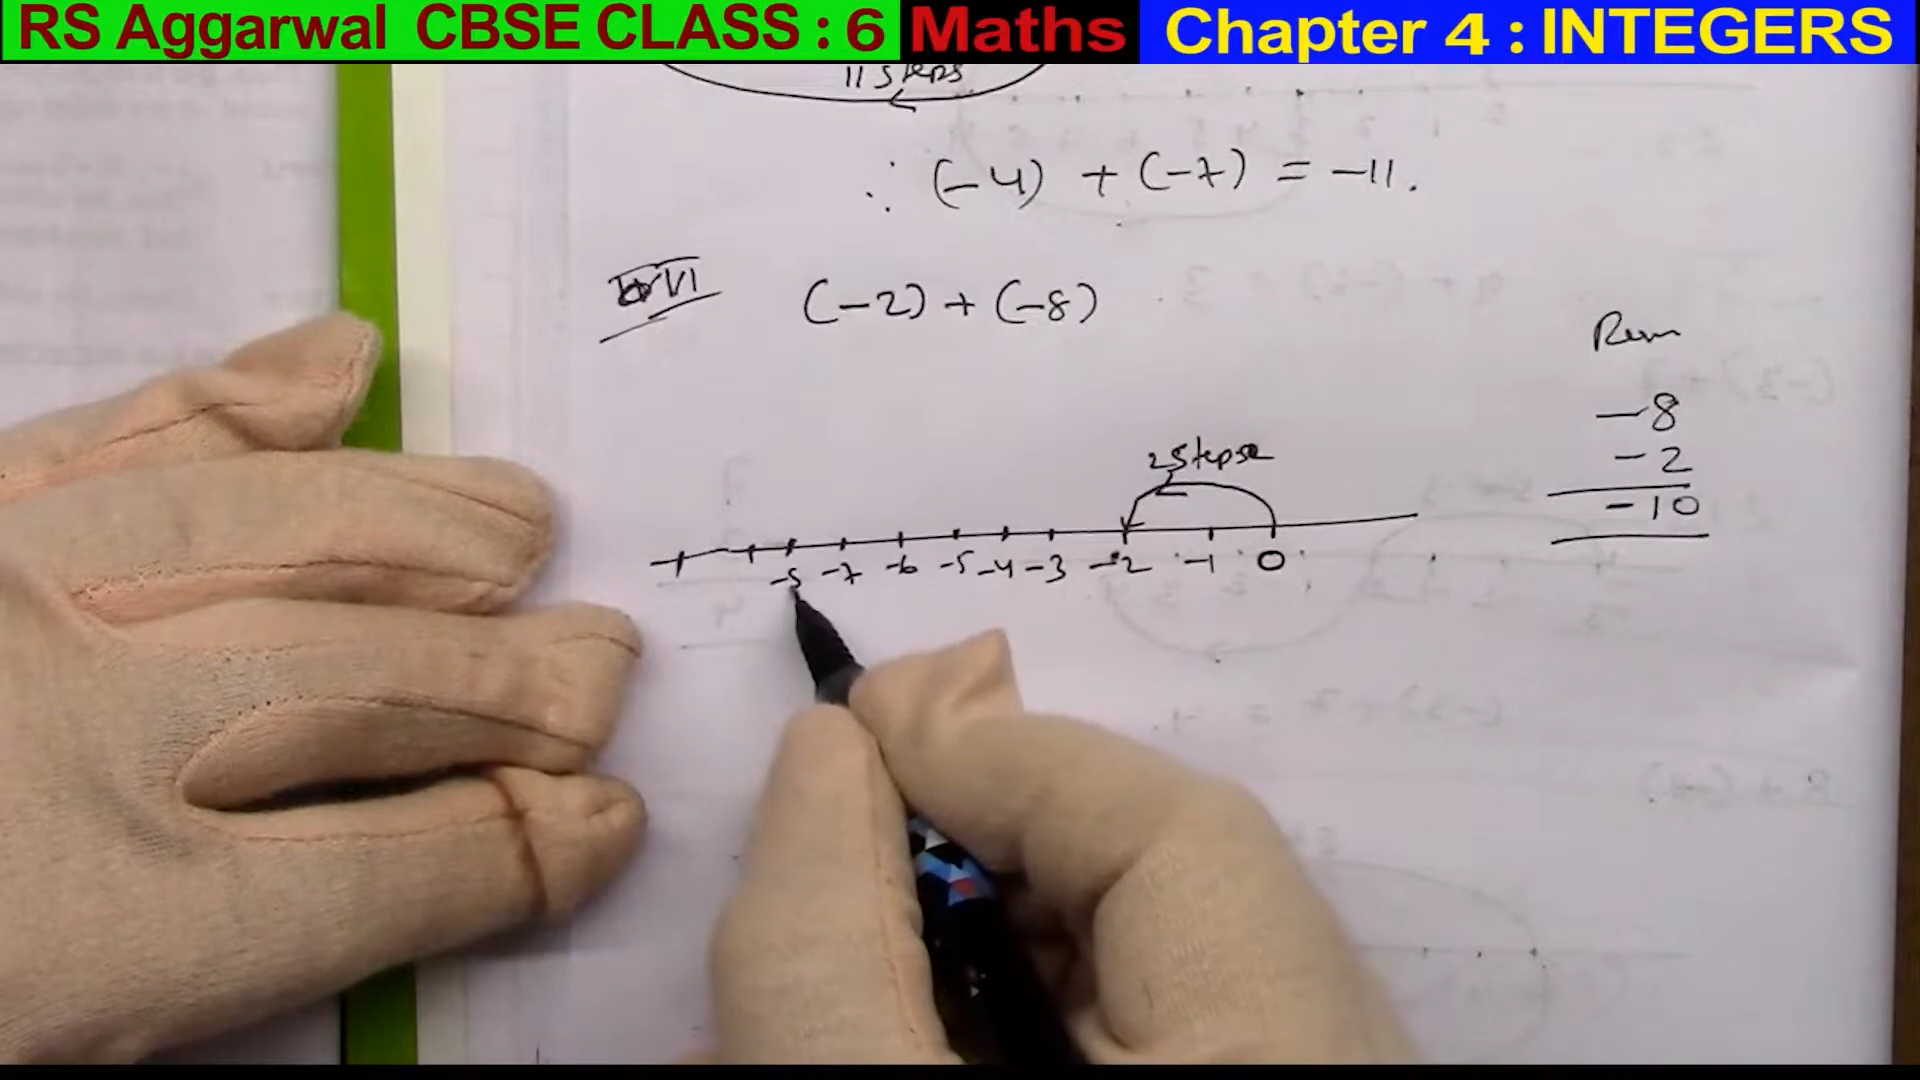 RS Aggarwal CBSE CLASS : 6 Maths Chapter 4 : INTEGERS
11 steps
∴ (-4) + (-7) = -11.
VI (-2) + (-8)
Rem
-8
-2
-10
2 Steps
-7 -6 -5 -4 -3 -2 -1 0